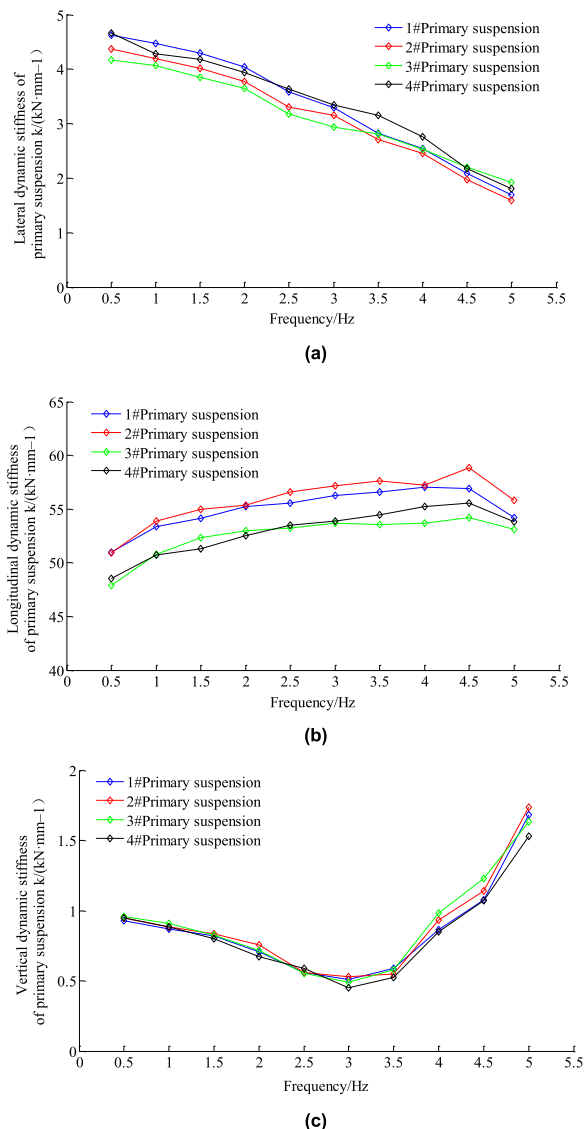 5
4
3
2
1
0
Lateral dynamic stiffness of
primary suspension k/(kN·mm–1)
1#Primary suspension
2#Primary suspension
3#Primary suspension
4#Primary suspension
0 0.5 1 1.5 2 2.5 3 3.5 4 4.5 5 5.5
Frequency/Hz
(a)
65
60
55
50
45
40
Longitudinal dynamic stiffness
of primary suspension k/(kN·mm–1)
1#Primary suspension
2#Primary suspension
3#Primary suspension
4#Primary suspension
0 0.5 1 1.5 2 2.5 3 3.5 4 4.5 5 5.5
Frequency/Hz
(b)
2
1.5
1
0.5
0
Vertical dynamic stiffness
of primary suspension k/(kN·mm–1)
1#Primary suspension
2#Primary suspension
3#Primary suspension
4#Primary suspension
0 0.5 1 1.5 2 2.5 3 3.5 4 4.5 5 5.5
Frequency/Hz
(c)